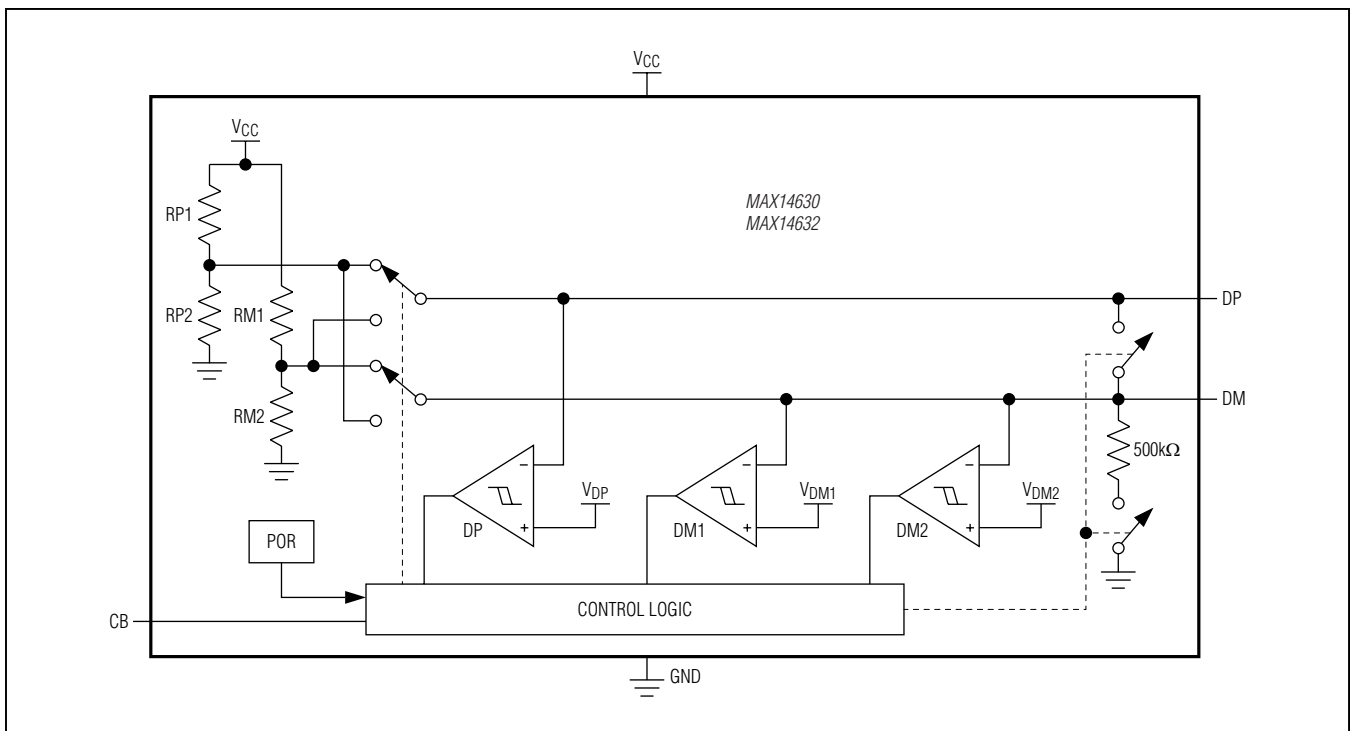 VCC
VCC
MAX14630
MAX14632
RP1
RP2
RM1
DP
RM2
DM
500kΩ
−
−
−
VDP
VDM1
VDM2
+
+
+
DP
DM1
DM2
POR
CONTROL LOGIC
CB
GND